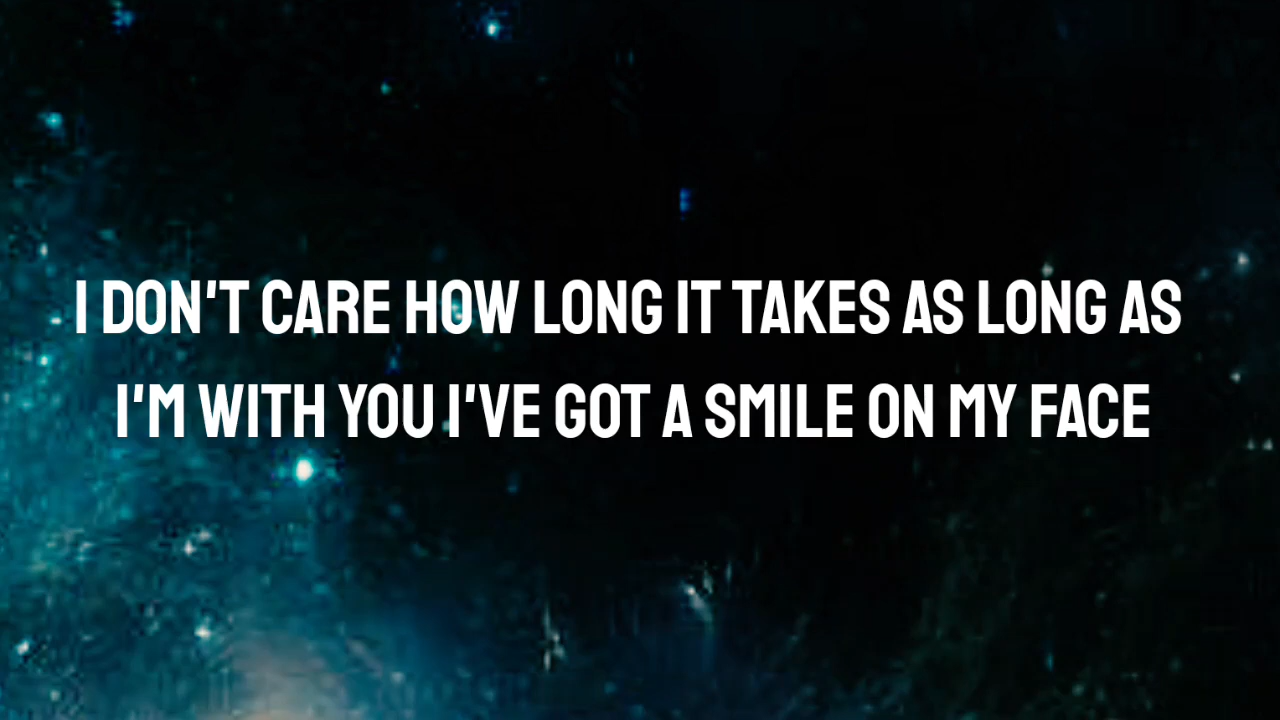 I DON'T CARE HOW LONG IT TAKES AS LONG AS
I'M WITH YOU I'VE GOT A SMILE ON MY FACE